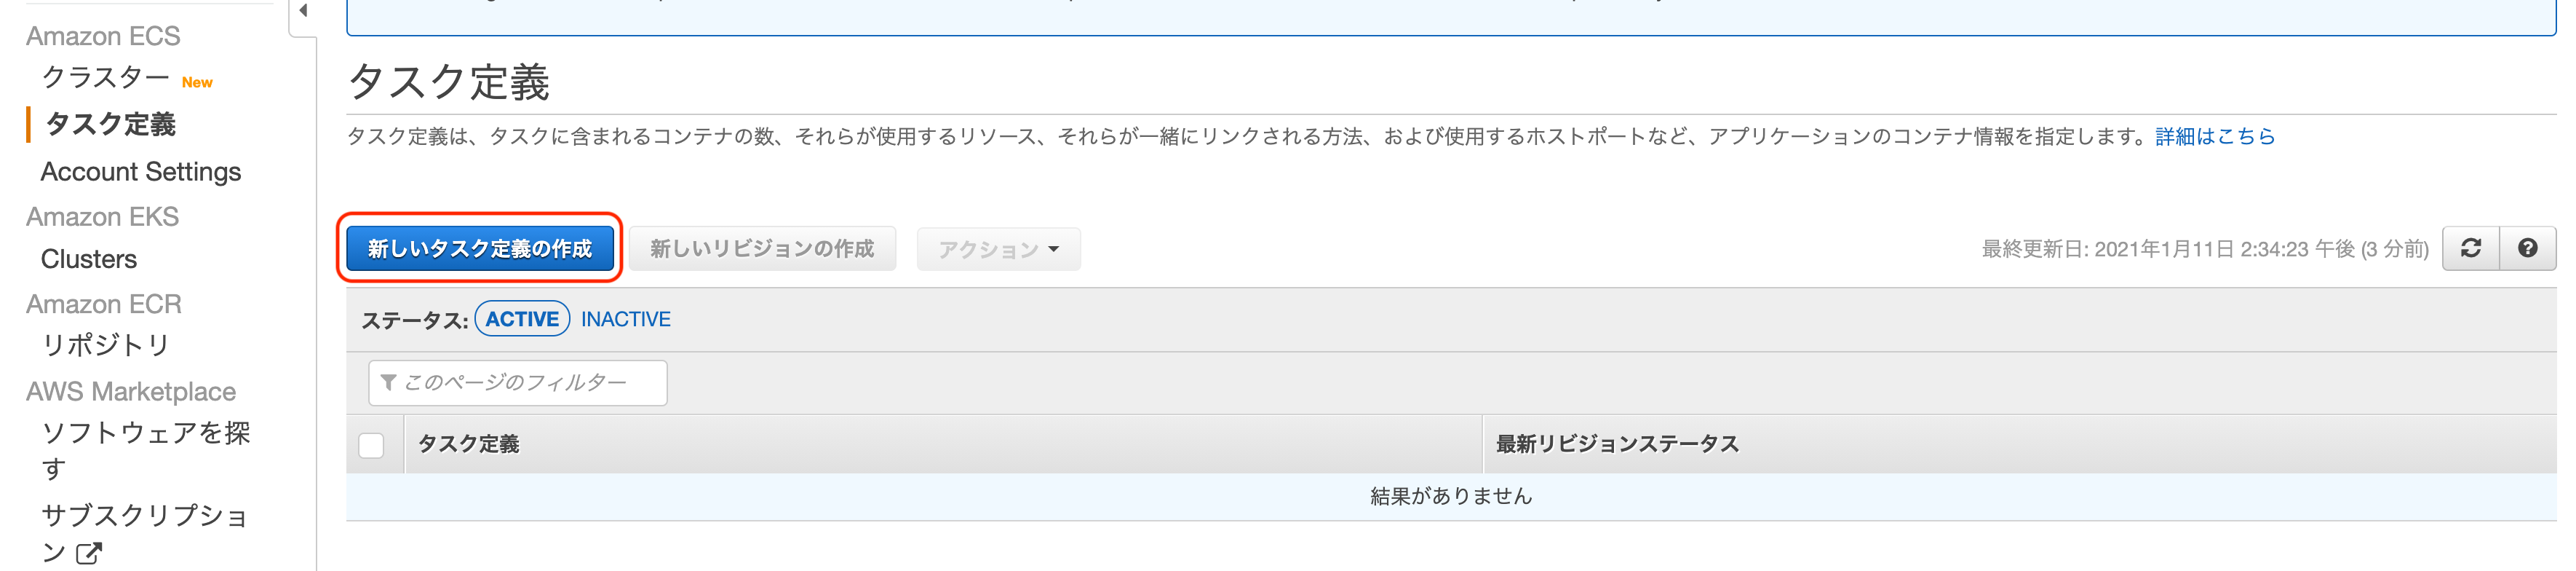 Amazon ECS
クラスター New
タスク定義
Account Settings
Amazon EKS
Clusters
Amazon ECR
リポジトリ
AWS Marketplace
ソフトウェアを探
す
サブスクリプショ
ン
タスク定義
タスク定義は、タスクに含まれるコンテナの数、それらが使用するリソース、それらが一緒にリンクされる方法、および使用するホストポートなど、アプリケーションのコンテナ情報を指定します。詳細はこちら
新しいタスク定義の作成 新しいリビジョンの作成 アクション 最終更新日: 2021年1月11日 2:34:23 午後 (3 分前)
ステータス: ACTIVE INACTIVE
このページのフィルター
タスク定義 最新リビジョンステータス
結果がありません